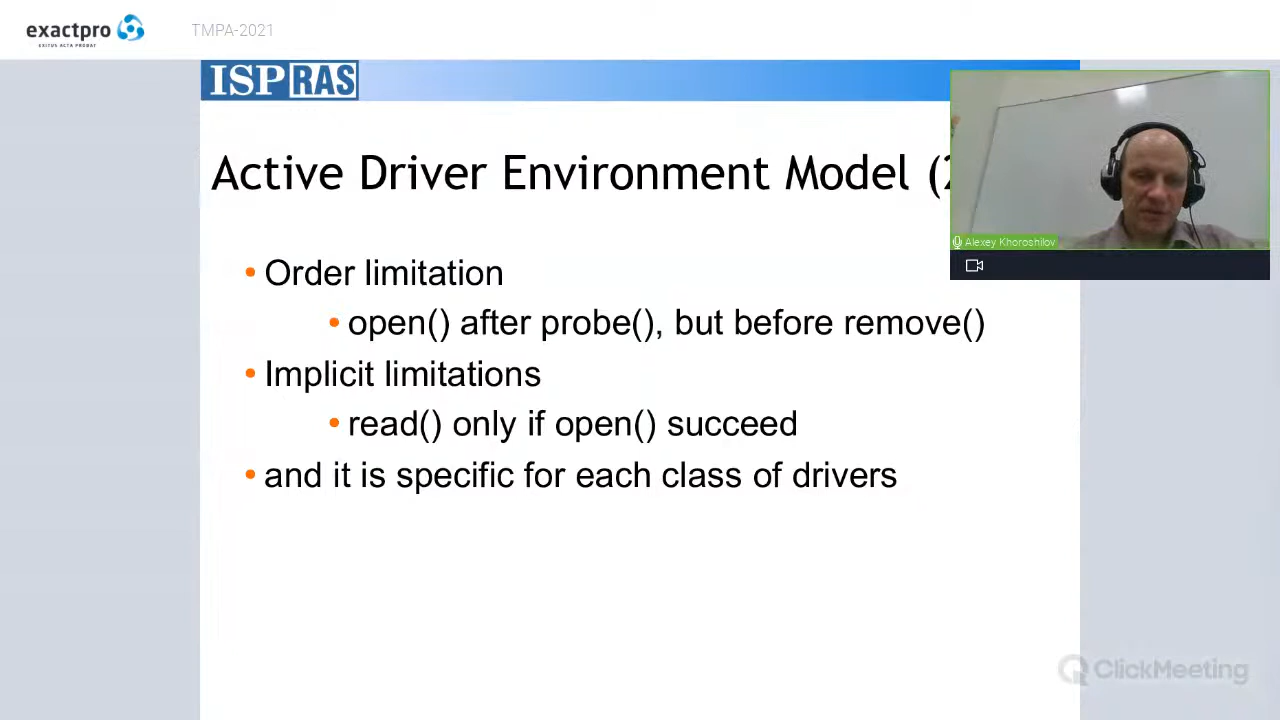 exactpro
EXITUS ACTA PROBAT
TMPA-2021
ISPRAS
Active Driver Environment Model (2
Alexey Khoroshilov
• Order limitation
• open() after probe(), but before remove()
• Implicit limitations
• read() only if open() succeed
• and it is specific for each class of drivers
ClickMeeting